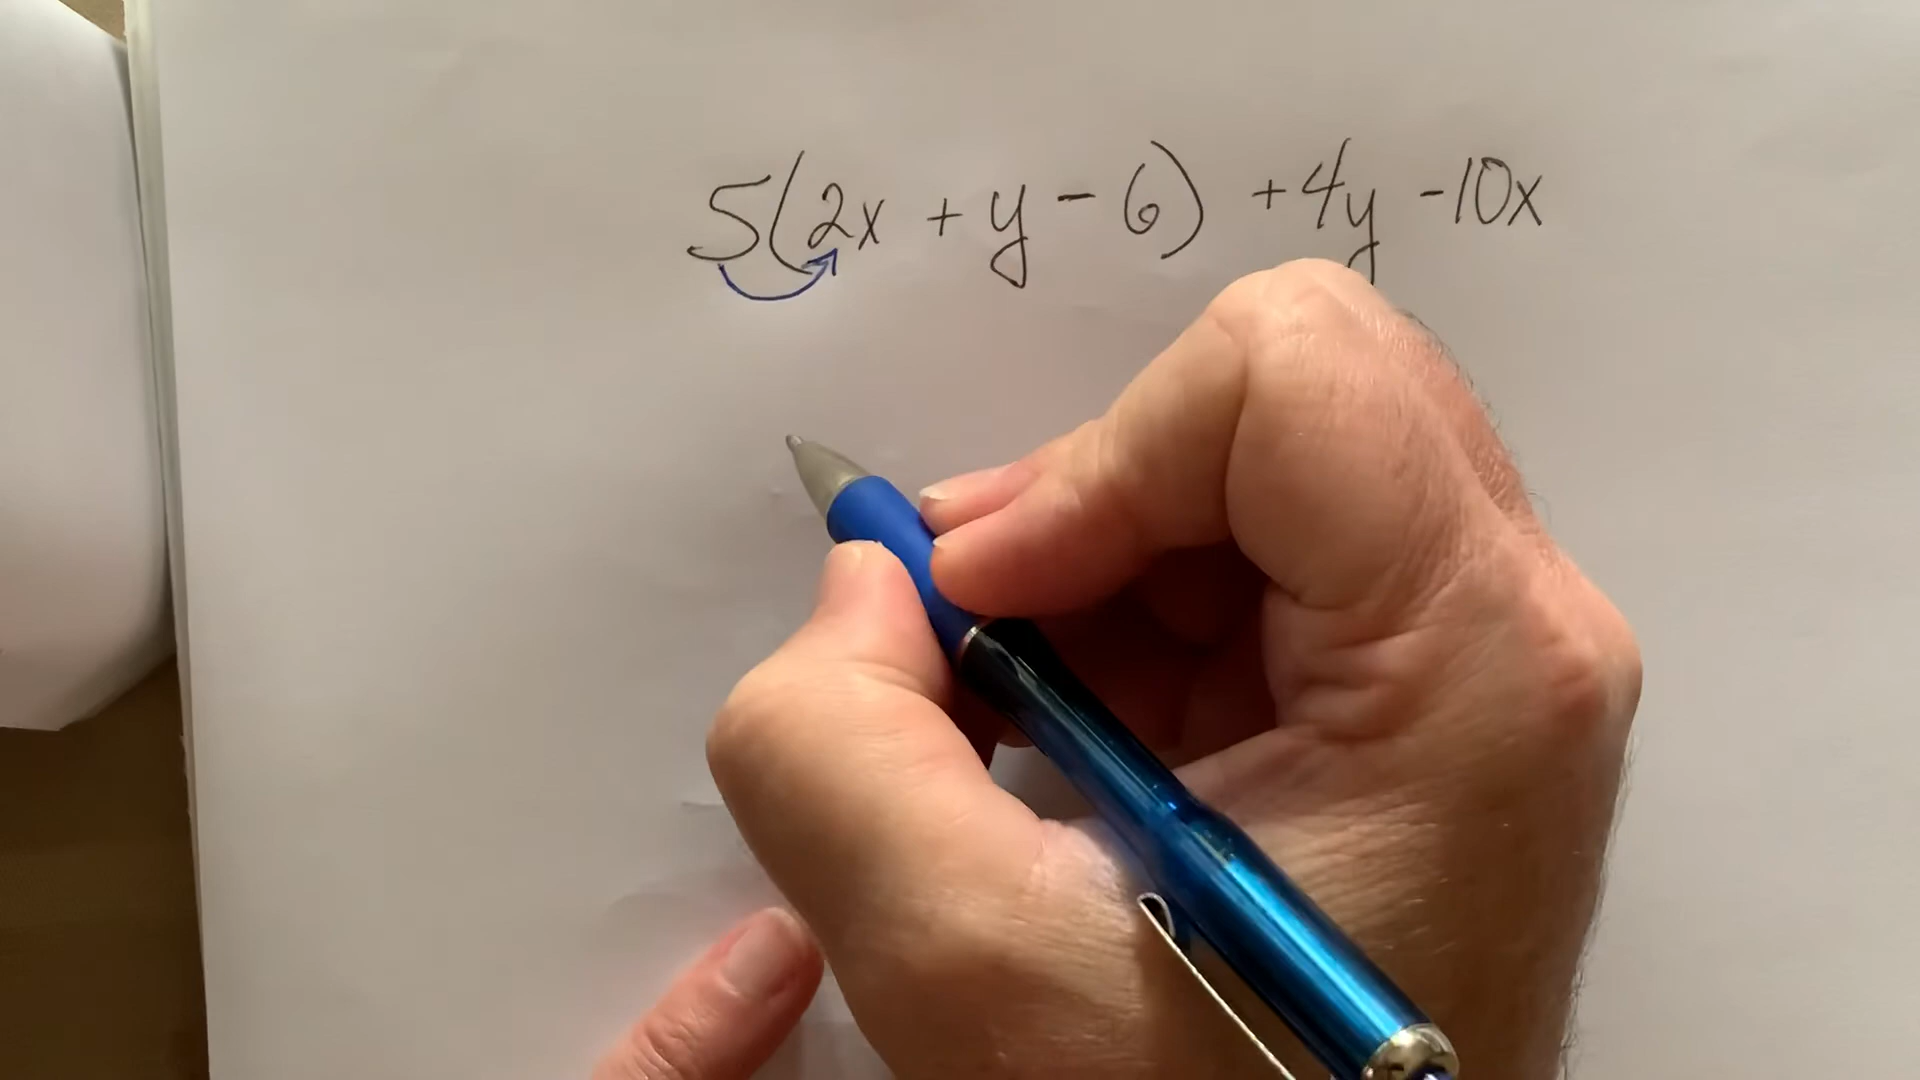 5(2x + y - 6) + 4y - 10x